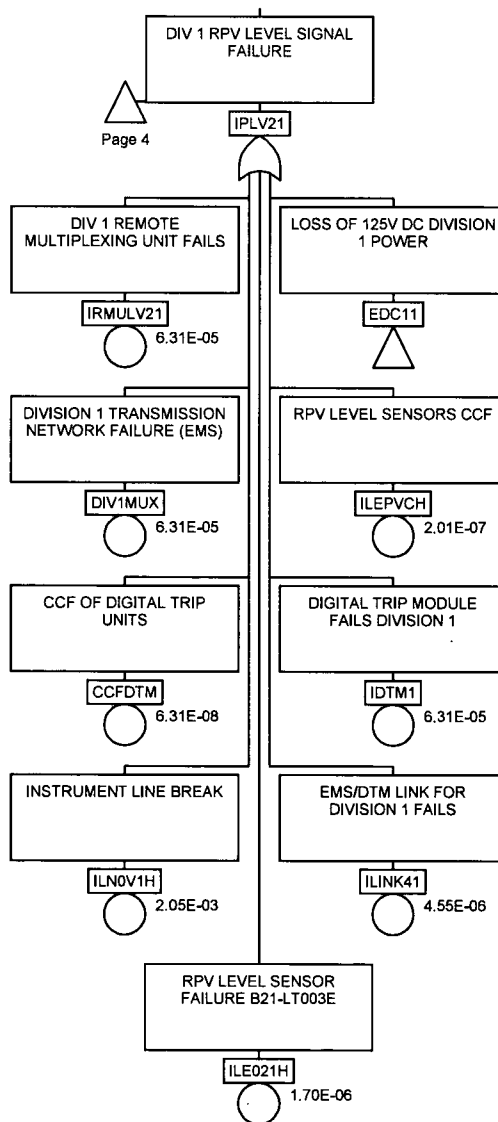 DIV 1 RPV LEVEL SIGNAL
FAILURE
Page 4
IPLV21
DIV 1 REMOTE
MULTIPLEXING UNIT FAILS
IRMULV21
6.31E-05
LOSS OF 125V DC DIVISION
1 POWER
EDC11
DIVISION 1 TRANSMISSION
NETWORK FAILURE (EMS)
DIV1MUX
6.31E-05
RPV LEVEL SENSORS CCF
ILEPVCH
2.01E-07
CCF OF DIGITAL TRIP
UNITS
CCFDTM
6.31E-08
DIGITAL TRIP MODULE
FAILS DIVISION 1
IDTM1
6.31E-05
INSTRUMENT LINE BREAK
ILN0V1H
2.05E-03
EMS/DTM LINK FOR
DIVISION 1 FAILS
ILINK41
4.55E-06
RPV LEVEL SENSOR
FAILURE B21-LT003E
ILE021H
1.70E-06